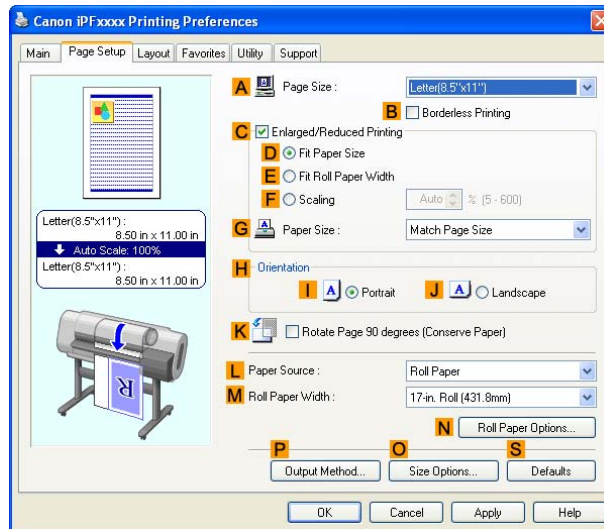 Canon iPFxxxx Printing Preferences
Main Page Setup Layout Favorites Utility Support
A Page Size : Letter(8.5"x11")
B Borderless Printing
C Enlarged/Reduced Printing
D Fit Paper Size
E Fit Roll Paper Width
F Scaling Auto % (5 - 600)
G A Paper Size : Match Page Size
Letter(8.5"x11") :
8.50 in x 11.00 in
Auto Scale: 100%
Letter(8.5"x11") :
8.50 in x 11.00 in
H Orientation
I A Portrait J A Landscape
K Rotate Page 90 degrees (Conserve Paper)
R
L Paper Source : Roll Paper
M Roll Paper Width : 17-in. Roll (431.8mm)
N Roll Paper Options...
P O S
Output Method... Size Options... Defaults
OK Cancel Apply Help